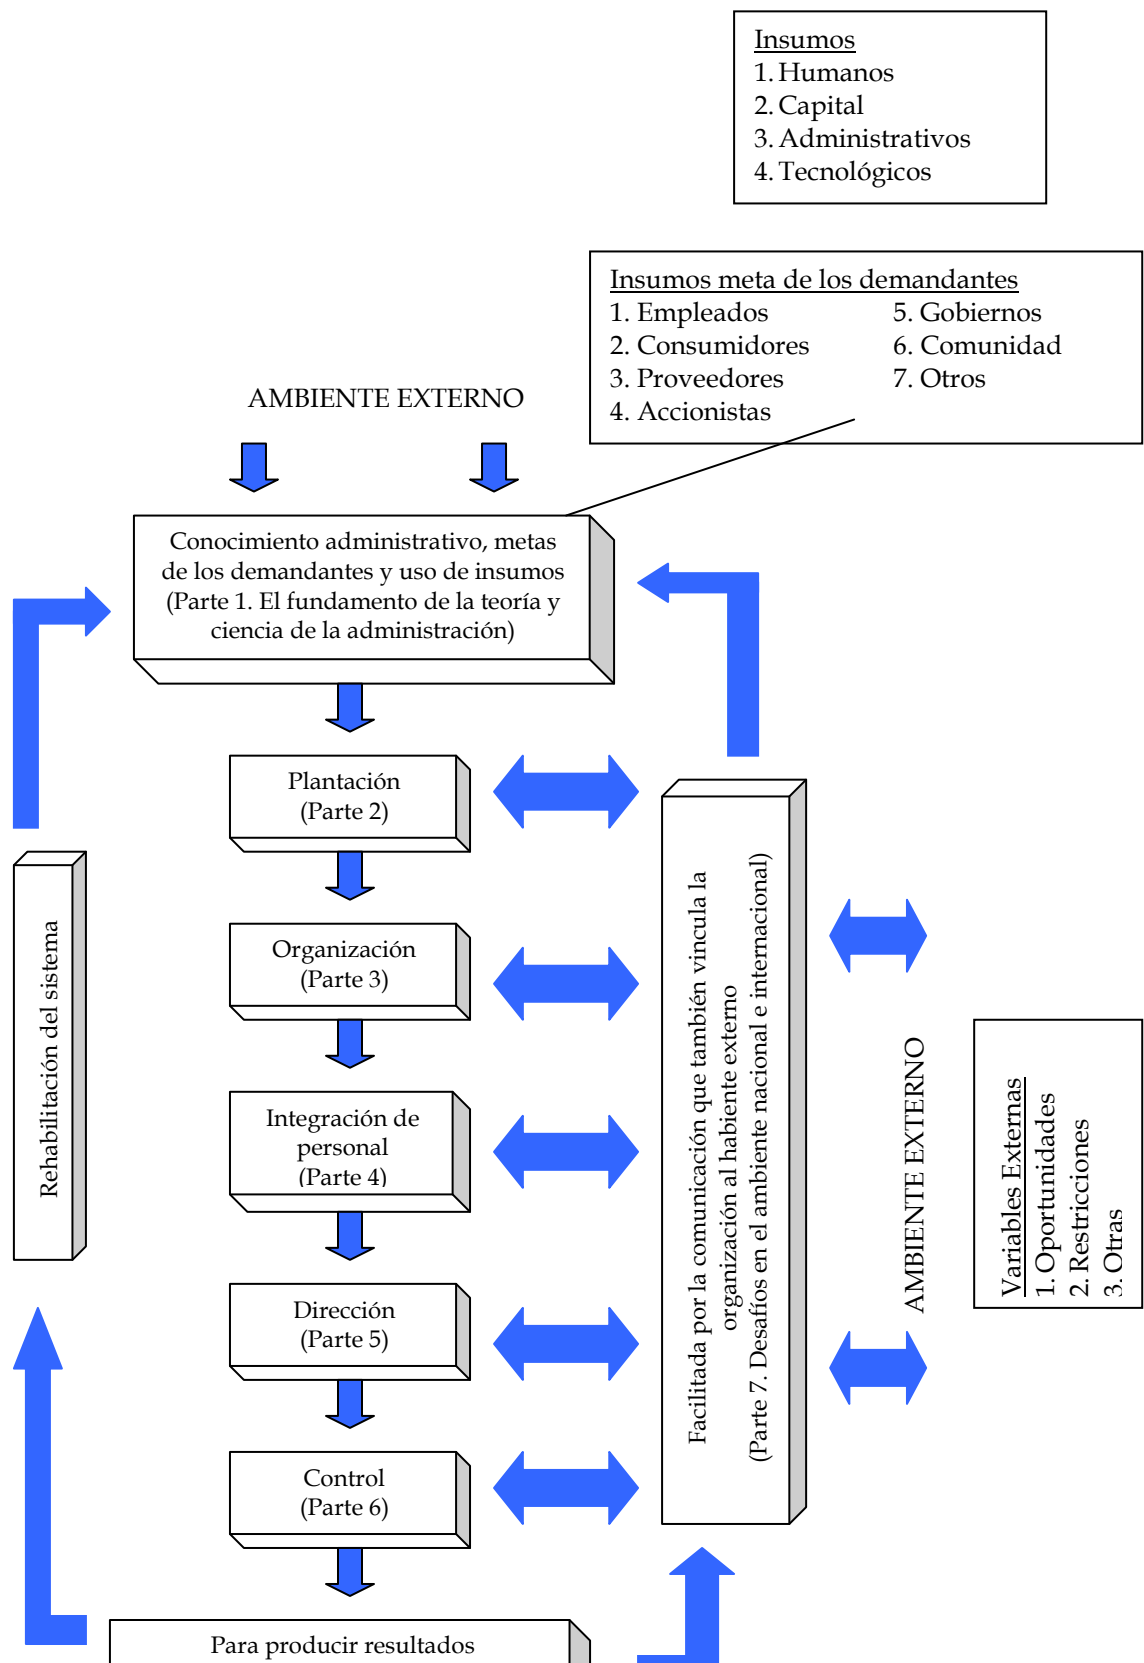 Insumos
1. Humanos
2. Capital
3. Administrativos
4. Tecnológicos
Insumos meta de los demandantes
1. Empleados 5. Gobiernos
2. Consumidores 6. Comunidad
3. Proveedores 7. Otros
4. Accionistas
AMBIENTE EXTERNO
Conocimiento administrativo, metas
de los demandantes y uso de insumos
(Parte 1. El fundamento de la teoría y
ciencia de la administración)
Plantación
(Parte 2)
Organización
(Parte 3)
Integración de
personal
(Parte 4)
Dirección
(Parte 5)
Control
(Parte 6)
Para producir resultados
Rehabilitación del sistema
Facilitada por la comunicación que también vincula la
organización al habiente externo
(Parte 7. Desafíos en el ambiente nacional e internacional)
AMBIENTE EXTERNO
Variables Externas
1. Oportunidades
2. Restricciones
3. Otras